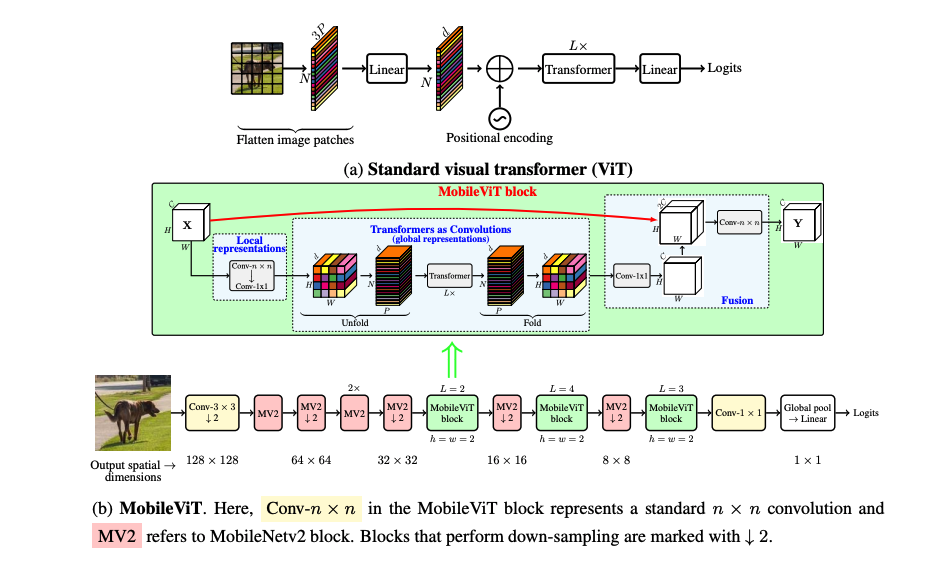 3P
N
Linear
d
N
Positional encoding
L×
Transformer
Linear
Logits
Flatten image patches
(a) Standard visual transformer (ViT)
MobileViT block
C
H
X
W
Local
representations
Conv-n × n
Conv-1x1
Transformers as Convolutions
(global representations)
d
H
W
d
N
P
Unfold
Transformer
L×
d
N
P
d
H
W
Fold
Conv-1x1
C
H
W
2C
H
W
Conv-n × n
Fusion
C
H
Y
W
Conv-3 × 3
↓ 2
MV2
MV2
↓ 2
2×
MV2
MV2
↓ 2
L = 2
MobileViT
block
h = w = 2
MV2
↓ 2
L = 4
MobileViT
block
h = w = 2
MV2
↓ 2
L = 3
MobileViT
block
h = w = 2
Conv-1 × 1
Global pool
→ Linear
Logits
Output spatial →
dimensions
128 × 128
64 × 64
32 × 32
16 × 16
8 × 8
1 × 1
(b) MobileViT. Here, Conv-n × n in the MobileViT block represents a standard n × n convolution and
MV2 refers to MobileNetv2 block. Blocks that perform down-sampling are marked with ↓ 2.